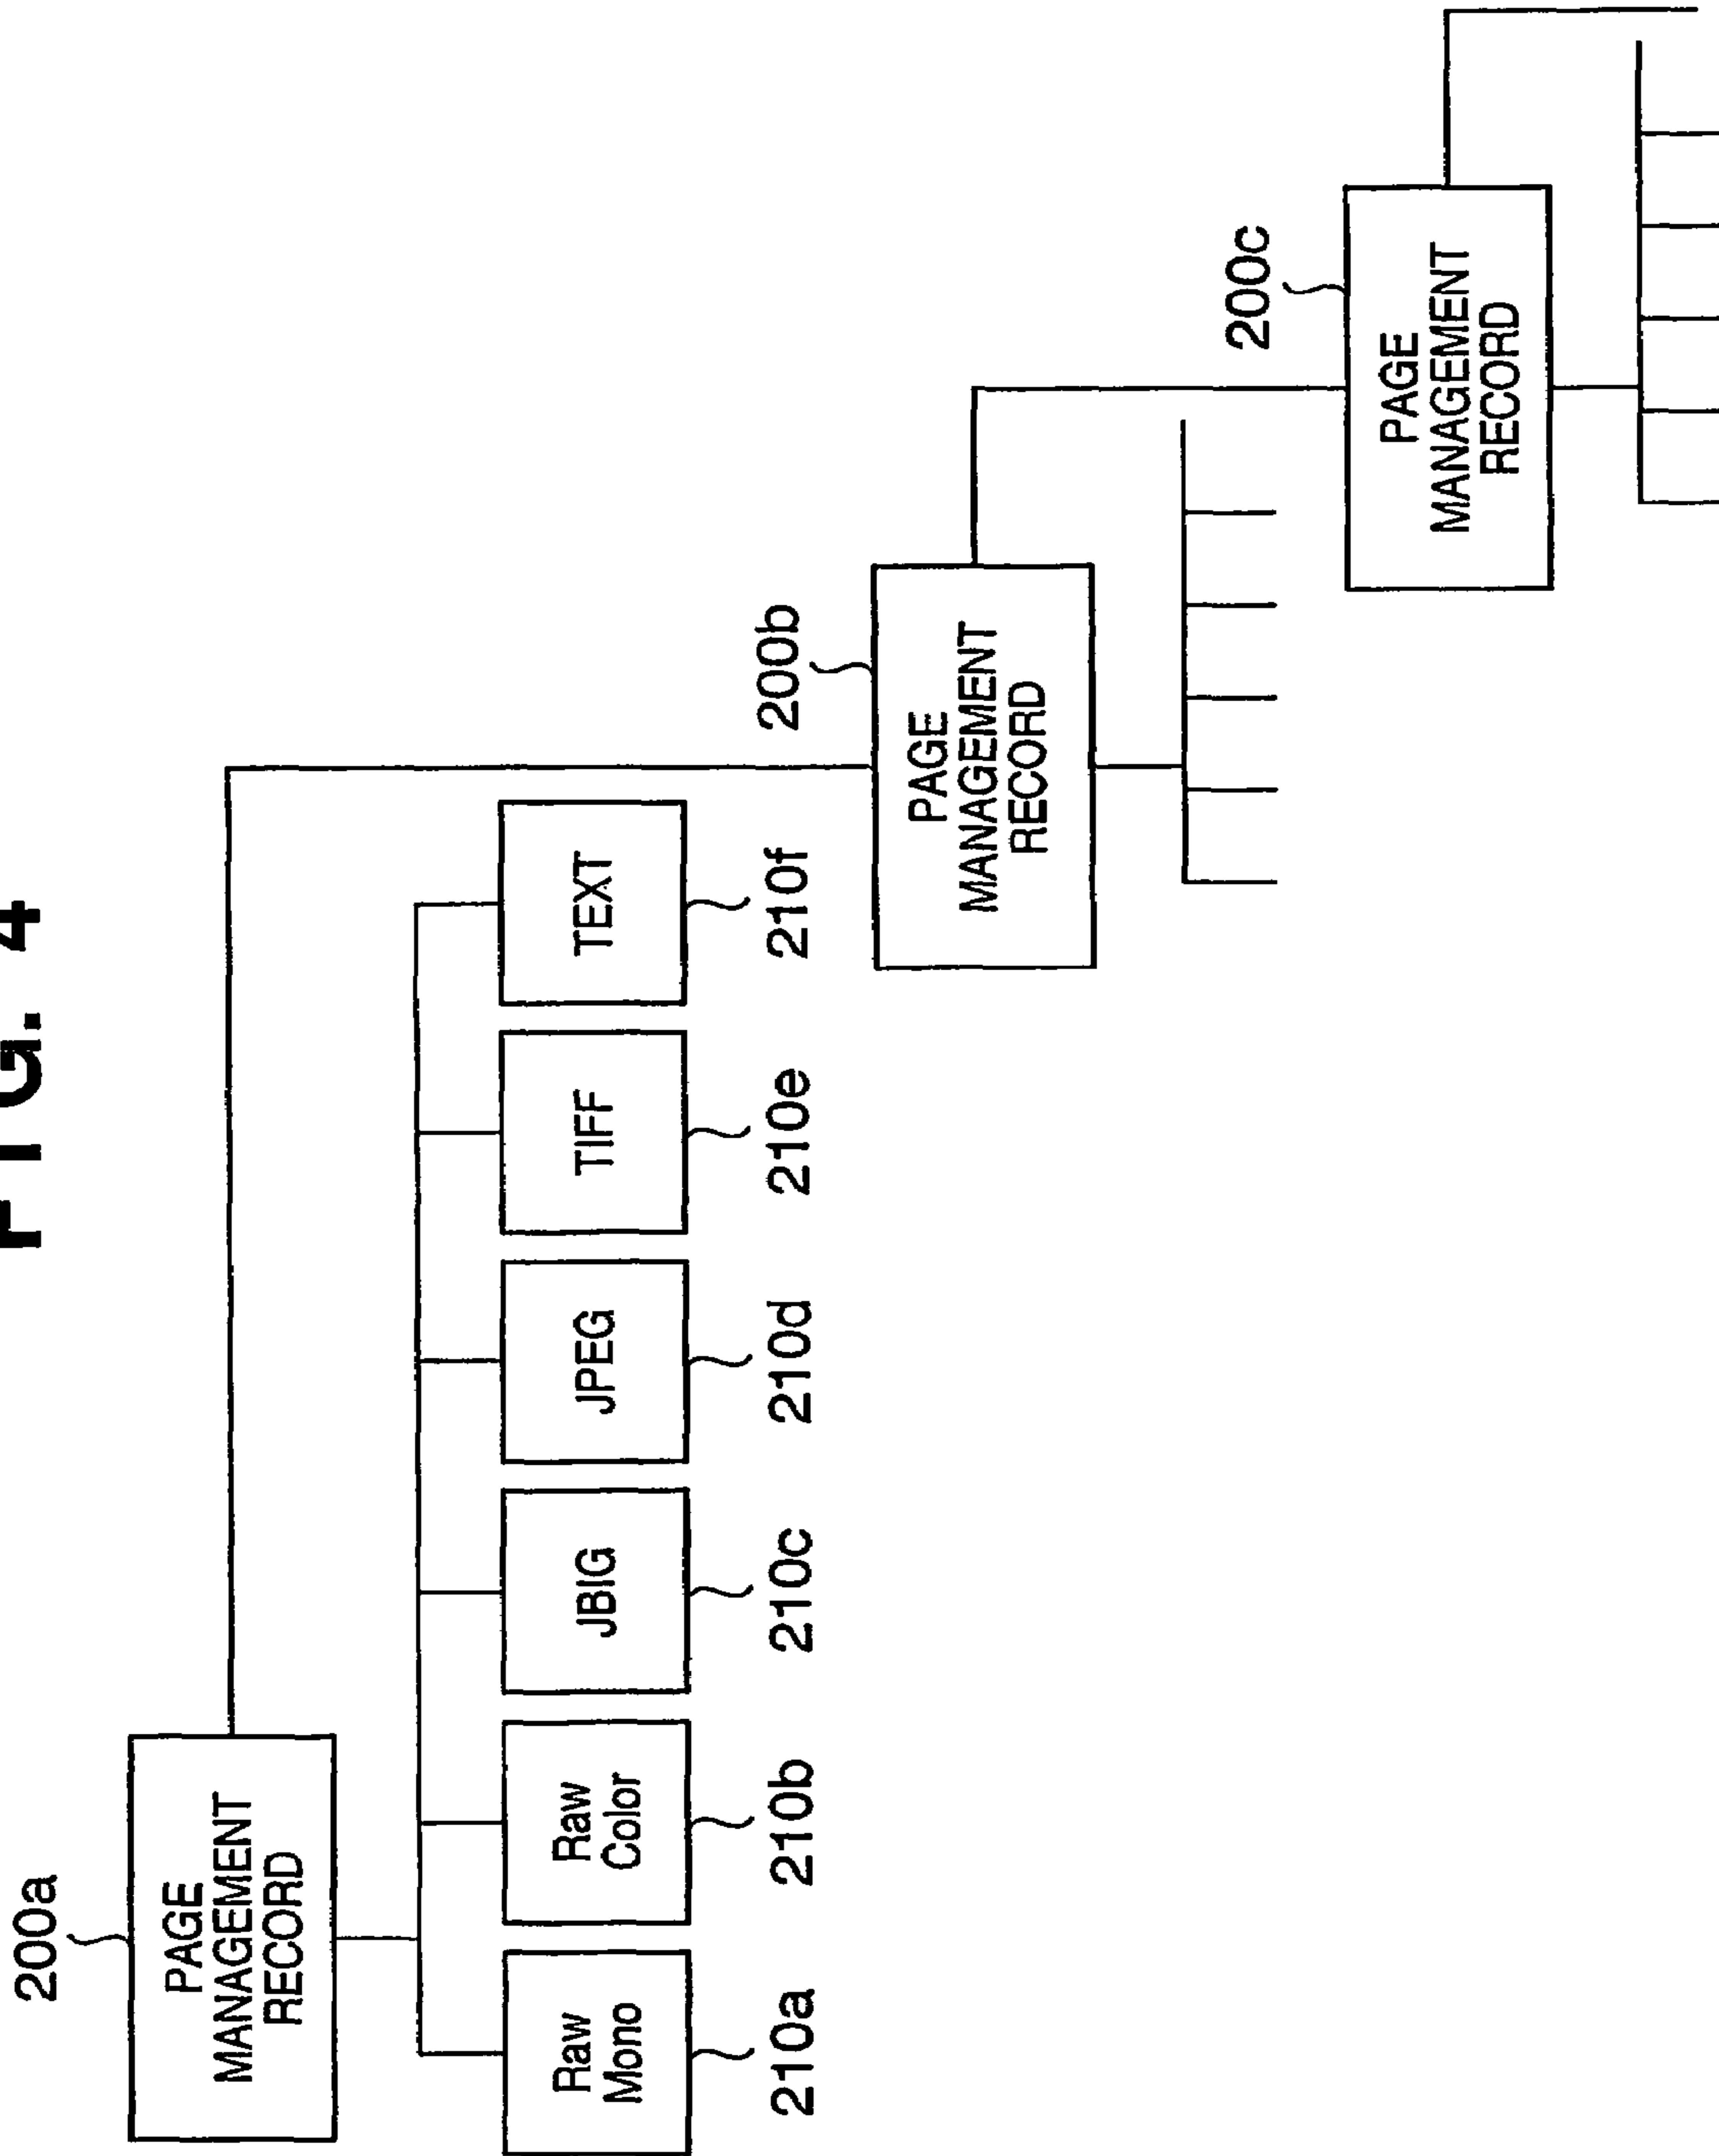 FIG. 4
200a
PAGE
MANAGEMENT
RECORD
Raw
Mono
210a
Raw
Color
210b
JBIG
210c
JPEG
210d
TIFF
210e
TEXT
210f
200b
PAGE
MANAGEMENT
RECORD
200c
PAGE
MANAGEMENT
RECORD